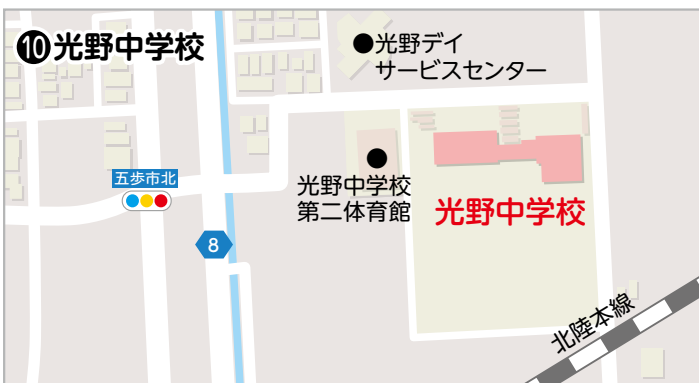 ⑩光野中学校
●光野デイ
サービスセンター
五歩市北
光野中学校
第二体育館
光野中学校
8
北陸本線